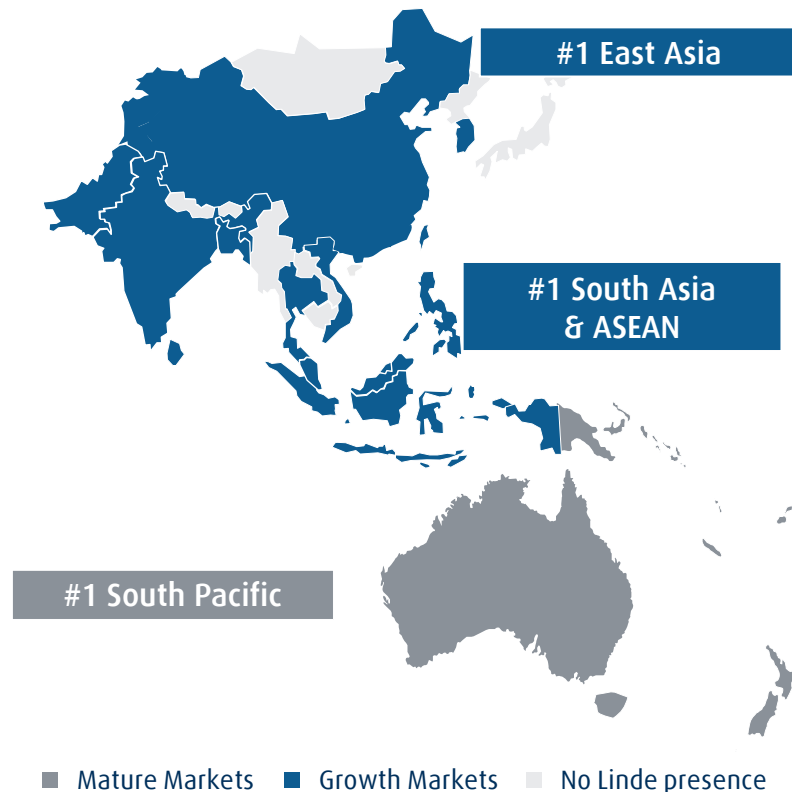 #1 East Asia
#1 South Asia
& ASEAN
#1 South Pacific
Mature Markets
Growth Markets
No Linde presence